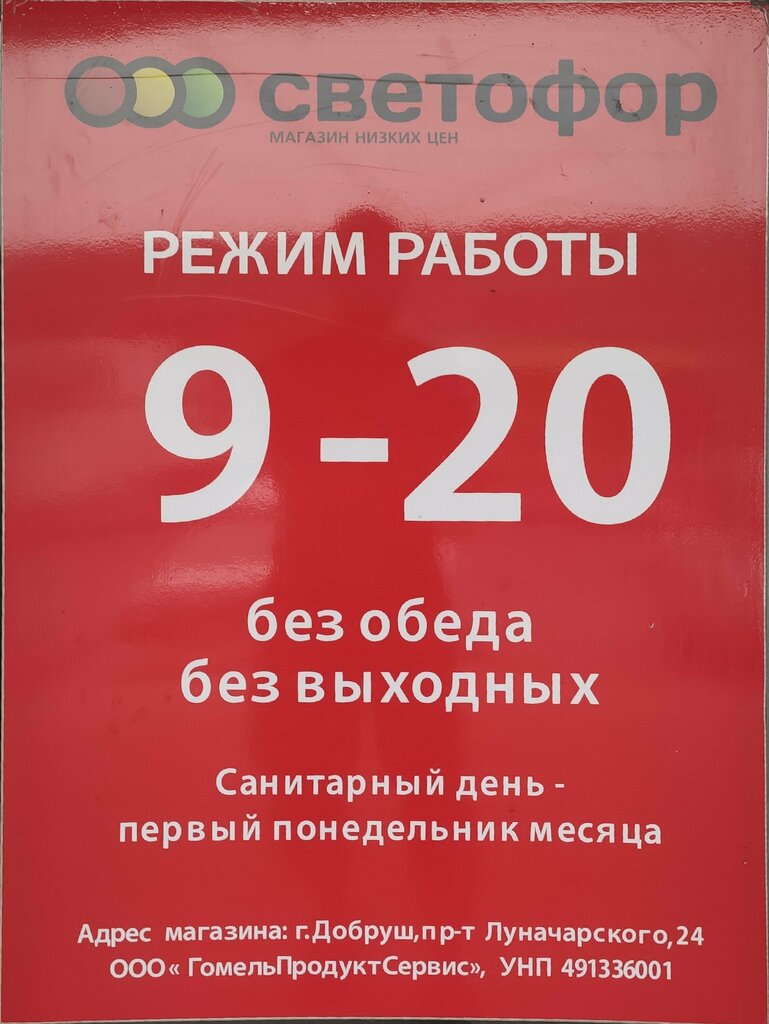 светофор
МАГАЗИН НИЗКИХ ЦЕН
РЕЖИМ РАБОТЫ
9-20
без обеда
без выходных
Санитарный день -
первый понедельник месяца
Адрес магазина: г.Добруш,пр-т Луначарского,24
ООО« ГомельПродуктСервис», УНП 491336001